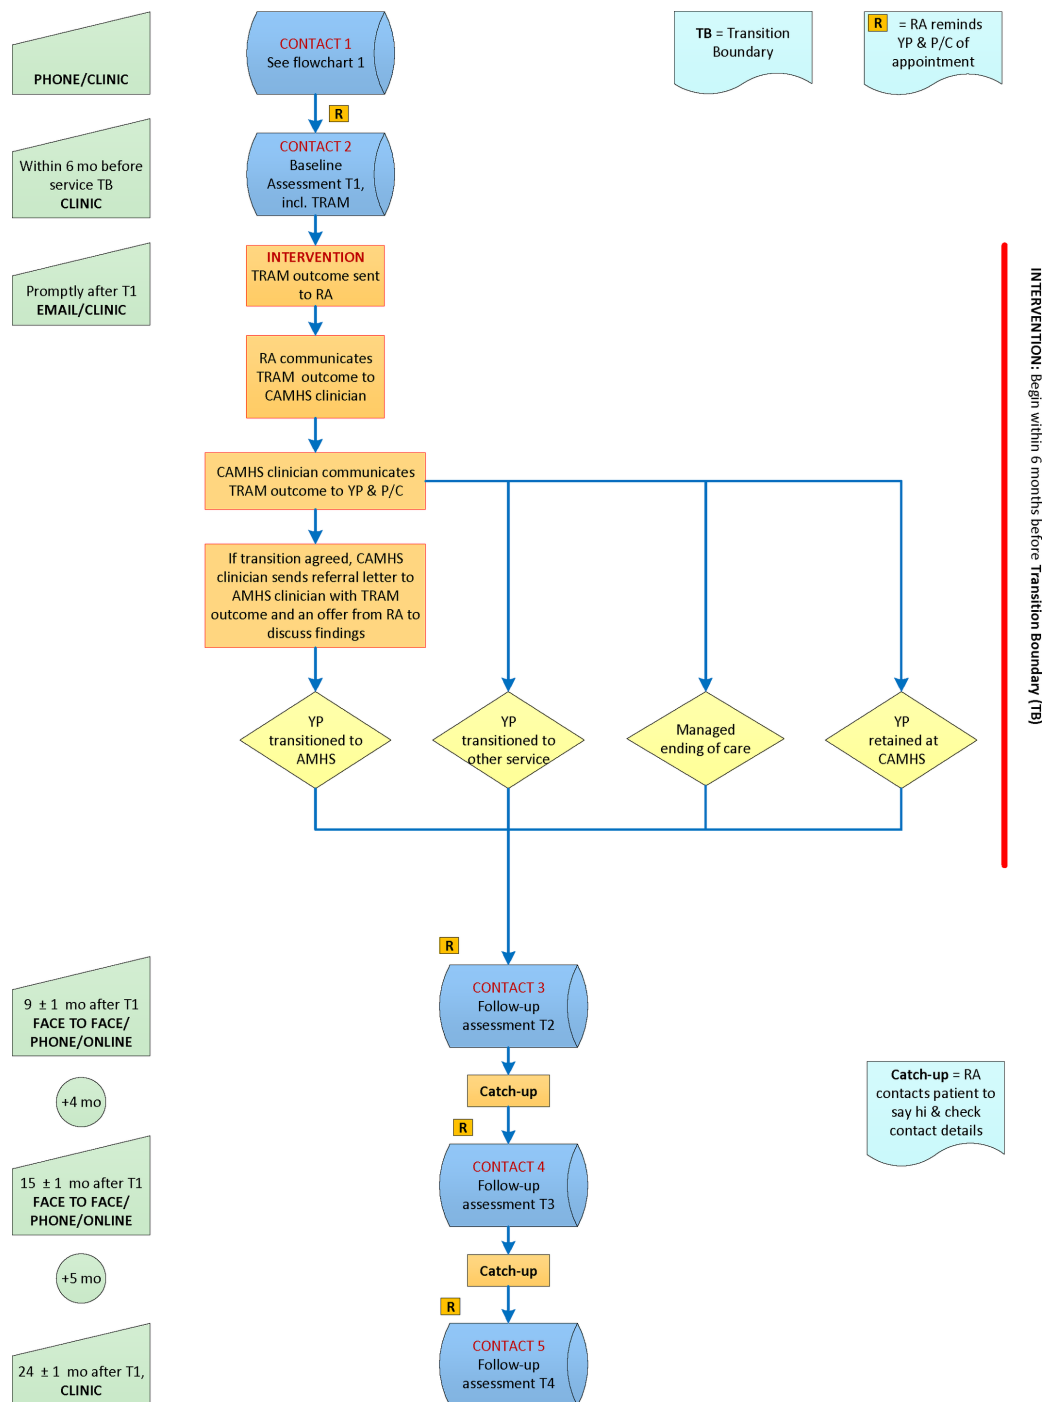 PHONE/CLINIC
CONTACT 1
See flowchart 1
TB = Transition
Boundary
R = RA reminds
YP & P/C of
appointment
R
Within 6 mo before
service TB
CLINIC
CONTACT 2
Baseline
Assessment T1,
incl. TRAM
Promptly after T1
EMAIL/CLINIC
INTERVENTION
TRAM outcome sent
to RA
RA communicates
TRAM outcome to
CAMHS clinician
CAMHS clinician communicates
TRAM outcome to YP & P/C
If transition agreed, CAMHS
clinician sends referral letter to
AMHS clinician with TRAM
outcome and an offer from RA to
discuss findings
YP
transitioned to
AMHS
YP
transitioned to
other service
Managed
ending of care
YP
retained at
CAMHS
INTERVENTION: Begin within 6 months before Transition Boundary (TB)
R
9 ± 1 mo after T1
FACE TO FACE/
PHONE/ONLINE
CONTACT 3
Follow-up
assessment T2
+4 mo
Catch-up
Catch-up = RA
contacts patient to
say hi & check
contact details
R
15 ± 1 mo after T1
FACE TO FACE/
PHONE/ONLINE
CONTACT 4
Follow-up
assessment T3
+5 mo
Catch-up
R
24 ± 1 mo after T1,
CLINIC
CONTACT 5
Follow-up
assessment T4